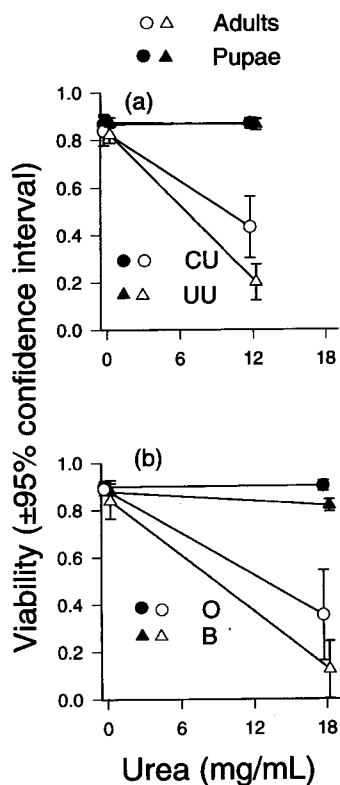 Adults
Pupae
1.0
(a)
0.8
0.6
0.4
CU
0.2
UU
0.0
0 6 12 18
1.0
(b)
0.8
0.6
0.4
O
0.2
B
0.0
0 6 12 18
Viability (±95% confidence interval)
Urea (mg/mL)